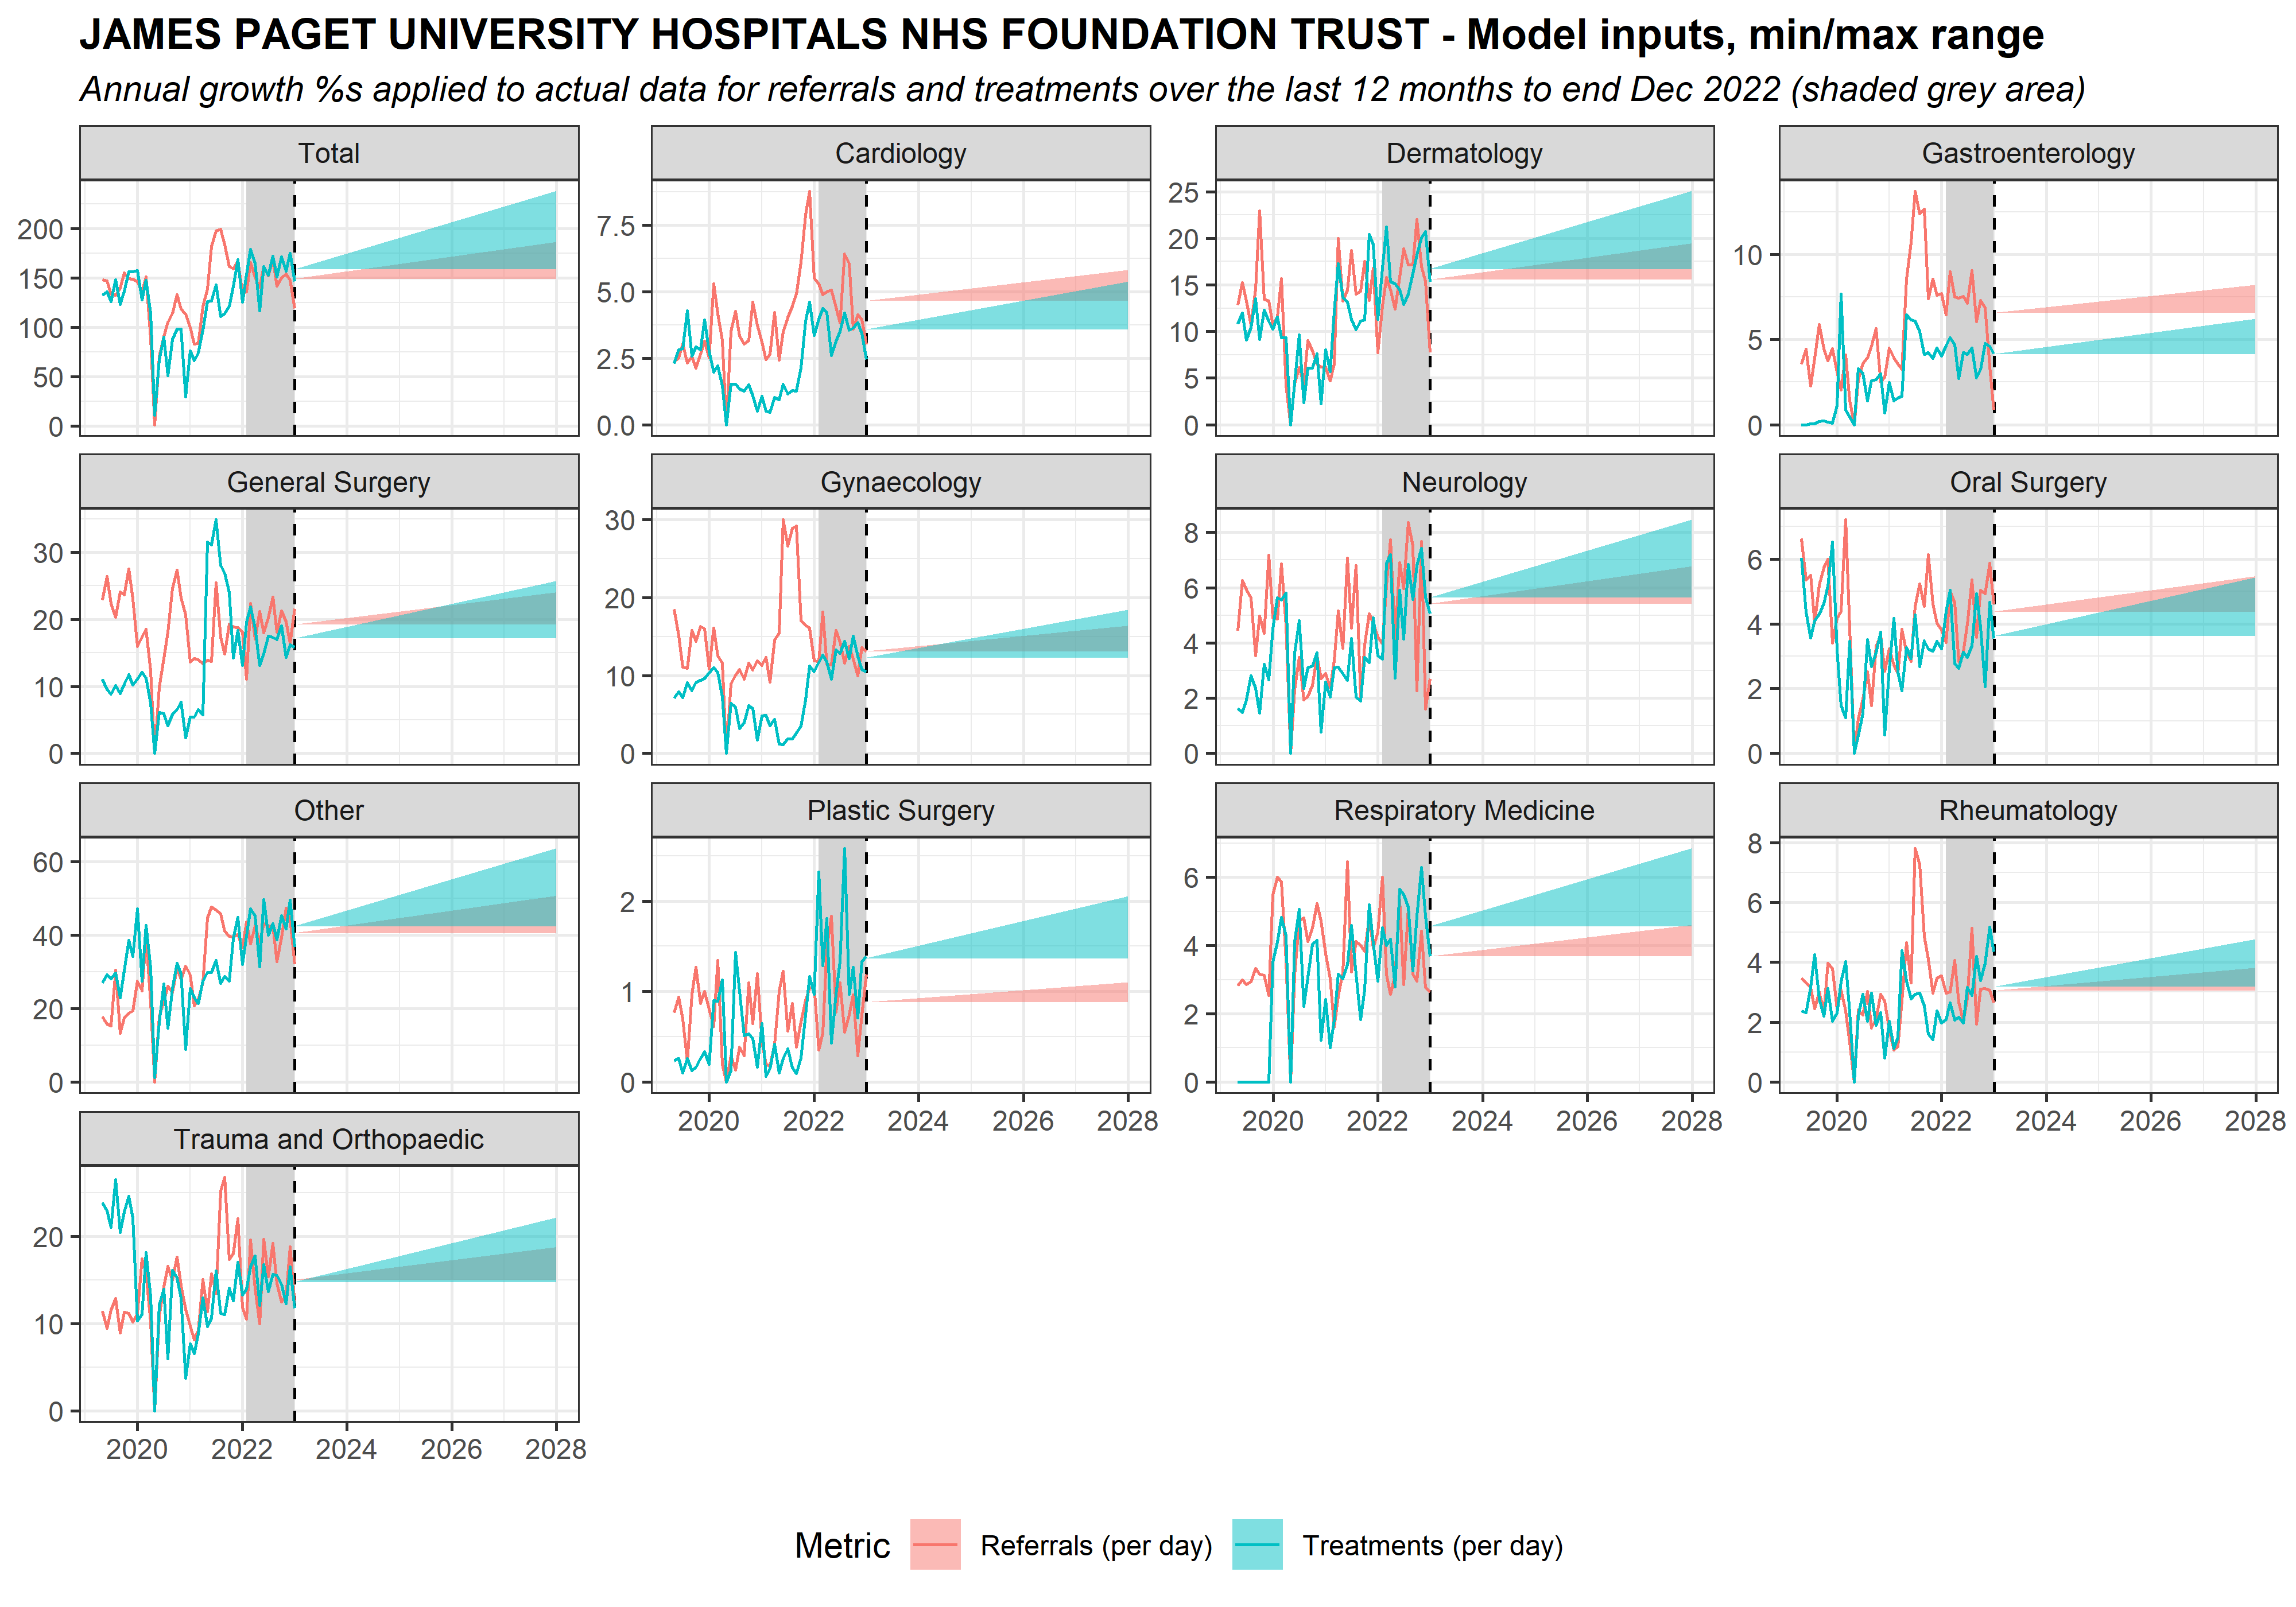 JAMES PAGET UNIVERSITY HOSPITALS NHS FOUNDATION TRUST - Model inputs, min/max range
Annual growth %s applied to actual data for referrals and treatments over the last 12 months to end Dec 2022 (shaded grey area)
Total
200
150
100
50
0
Cardiology
7.5
5.0
2.5
0.0
Dermatology
25
20
15
10
5
0
Gastroenterology
10
5
0
General Surgery
30
20
10
0
Gynaecology
30
20
10
0
Neurology
8
6
4
2
0
Oral Surgery
6
4
2
0
Other
60
40
20
0
Plastic Surgery
2
1
0
2020 2022 2024 2026 2028
Respiratory Medicine
6
4
2
0
2020 2022 2024 2026 2028
Rheumatology
8
6
4
2
0
2020 2022 2024 2026 2028
Trauma and Orthopaedic
20
10
0
2020 2022 2024 2026 2028
Metric Referrals (per day) Treatments (per day)